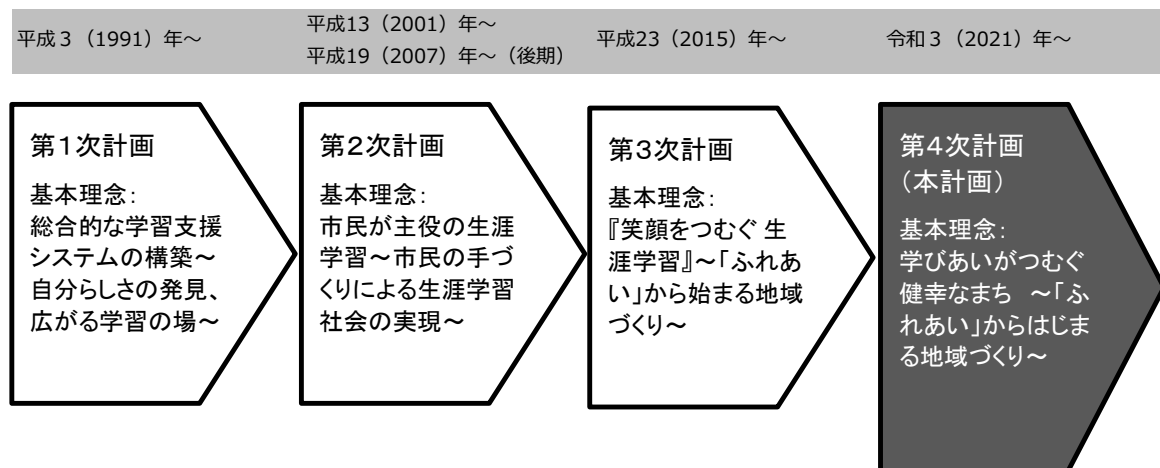 平成3（1991）年～
平成13（2001）年～
平成19（2007）年～（後期）
平成23（2015）年～
令和3（2021）年～
第１次計画
基本理念：
総合的な学習支援
システムの構築～
自分らしさの発見、
広がる学習の場～
第２次計画
基本理念：
市民が主役の生涯
学習～市民の手づ
くりによる生涯学習
社会の実現～
第３次計画
基本理念：
『笑顔をつむぐ 生
涯学習』～「ふれあ
い」から始まる地域
づくり～
第４次計画
（本計画）
基本理念：
学びあいがつむぐ
健幸なまち　～「ふ
れあい」からはじま
る地域づくり～